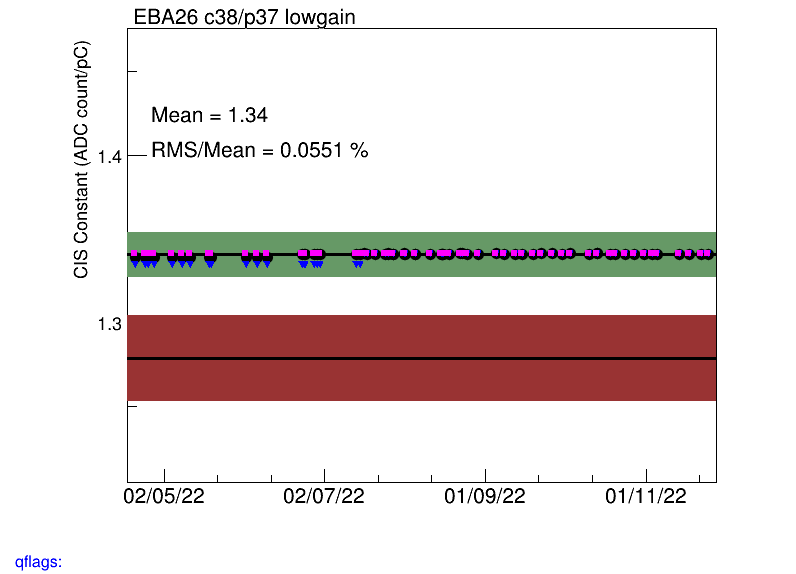 EBA26 c38/p37 lowgain
CIS Constant (ADC count/pC)
Mean = 1.34
RMS/Mean = 0.0551 %
1.4
1.3
02/05/22 02/07/22 01/09/22 01/11/22
qflags: